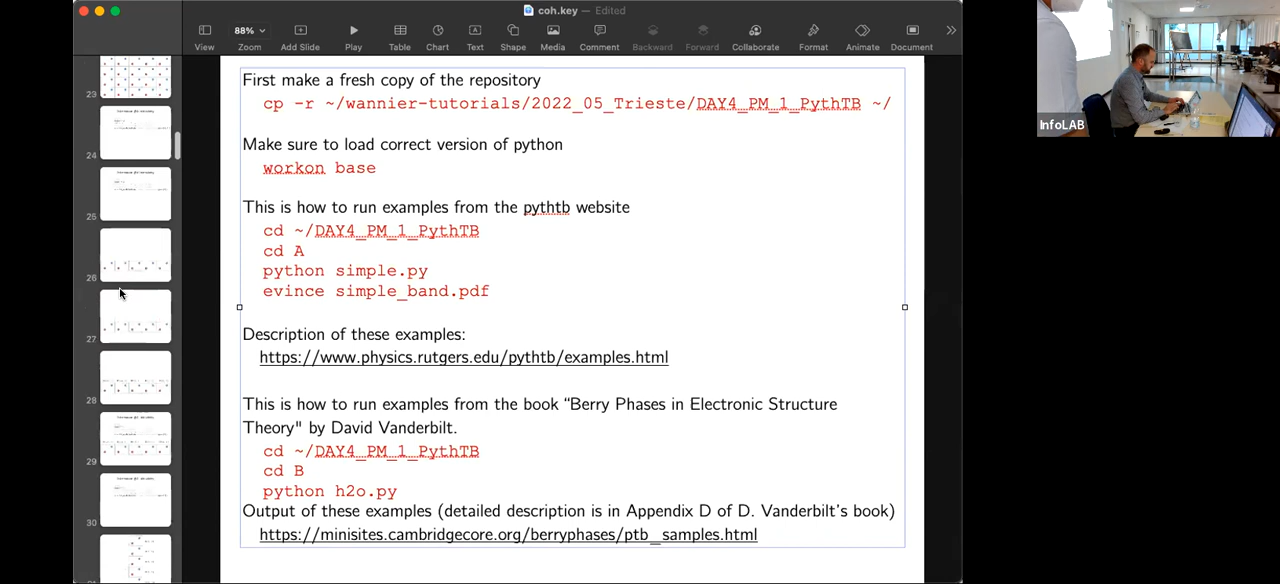 coh.key — Edited
88%
View
Zoom
Add Slide
Play
Table
Chart
Text
Shape
Media
Comment
Backward
Forward
Collaborate
Format
Animate
Document
InfoLAB
23
24
25
26
27
28
29
30
First make a fresh copy of the repository
cp -r ~/wannier-tutorials/2022_05_Trieste/DAY4_PM_1_PythTB ~/
Make sure to load correct version of python
workon base
This is how to run examples from the pythtb website
cd ~/DAY4_PM_1_PythTB
cd A
python simple.py
evince simple_band.pdf
Description of these examples:
https://www.physics.rutgers.edu/pythtb/examples.html
This is how to run examples from the book “Berry Phases in Electronic Structure
Theory" by David Vanderbilt.
cd ~/DAY4_PM_1_PythTB
cd B
python h2o.py
Output of these examples (detailed description is in Appendix D of D. Vanderbilt's book)
https://minisites.cambridgecore.org/berryphases/ptb_samples.html